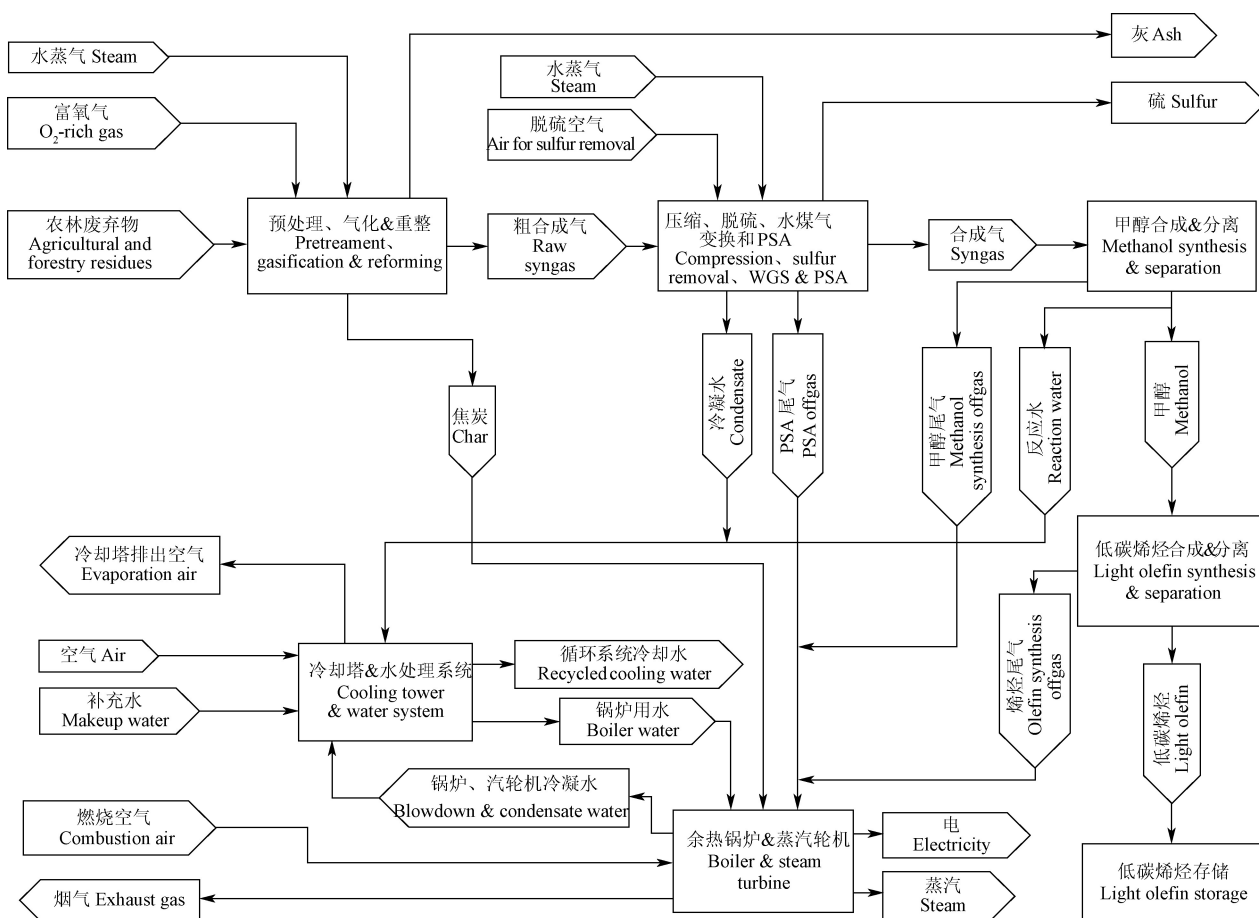 水蒸气 Steam
富氧气
O₂-rich gas
农林废弃物
Agricultural and
forestry residues
预处理、气化&重整
Pretreament、
gasification & reforming
灰 Ash
水蒸气
Steam
脱硫空气
Air for sulfur removal
硫 Sulfur
粗合成气
Raw
syngas
压缩、脱硫、水煤气
变换和PSA
Compression、sulfur
removal、WGS & PSA
合成气
Syngas
甲醇合成&分离
Methanol synthesis
& separation
焦炭
Char
冷凝水
Condensate
PSA 尾气
PSA offgas
甲醇尾气
Methanol
synthesis offgas
反应水
Reaction water
甲醇
Methanol
低碳烯烃合成&分离
Light olefin synthesis
& separation
冷却塔排出空气
Evaporation air
空气 Air
补充水
Makeup water
冷却塔&水处理系统
Cooling tower
& water system
循环系统冷却水
Recycled cooling water
锅炉用水
Boiler water
烯烃尾气
Olefin synthesis
offgas
低碳烯烃
Light olefin
锅炉、汽轮机冷凝水
Blowdown & condensate water
燃烧空气
Combustion air
烟气 Exhaust gas
余热锅炉&蒸汽轮机
Boiler & steam
turbine
电
Electricity
蒸汽
Steam
低碳烯烃存储
Light olefin storage